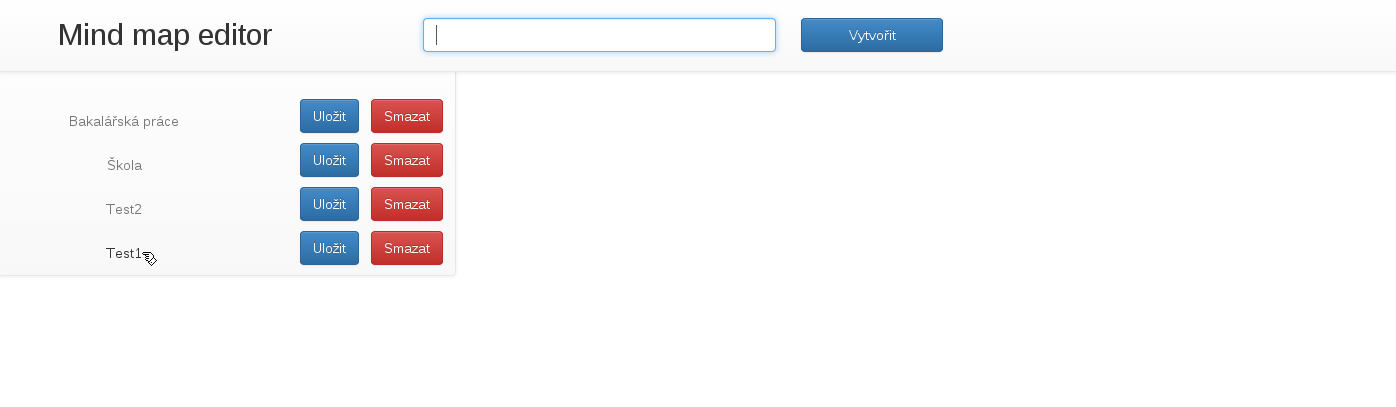 Mind map editor Vytvořit
Bakalářská práce Uložit Smazat
Škola Uložit Smazat
Test2 Uložit Smazat
Test1 Uložit Smazat